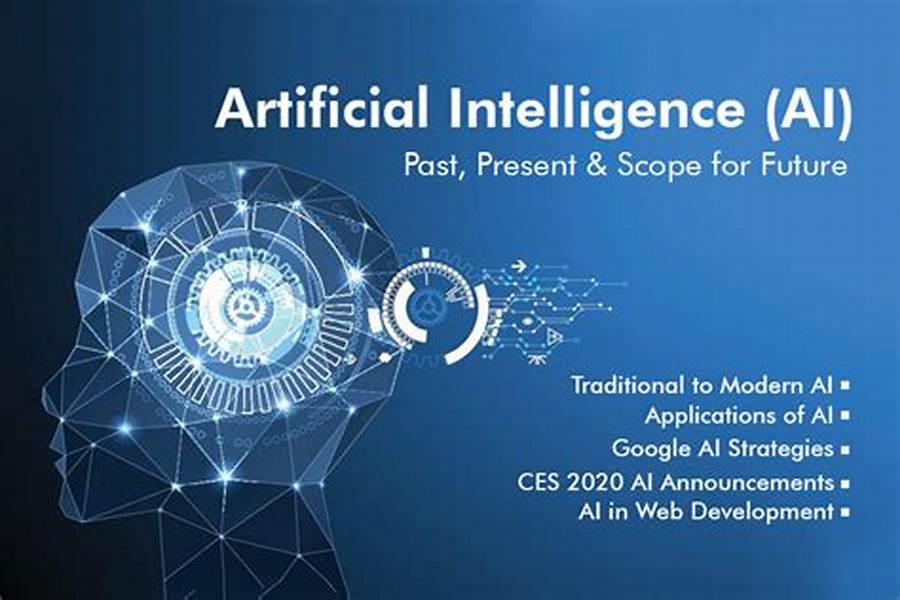 Artificial Intelligence (AI)
Past, Present & Scope for Future
Traditional to Modern AI
Applications of AI
Google AI Strategies
CES 2020 AI Announcements
AI in Web Development